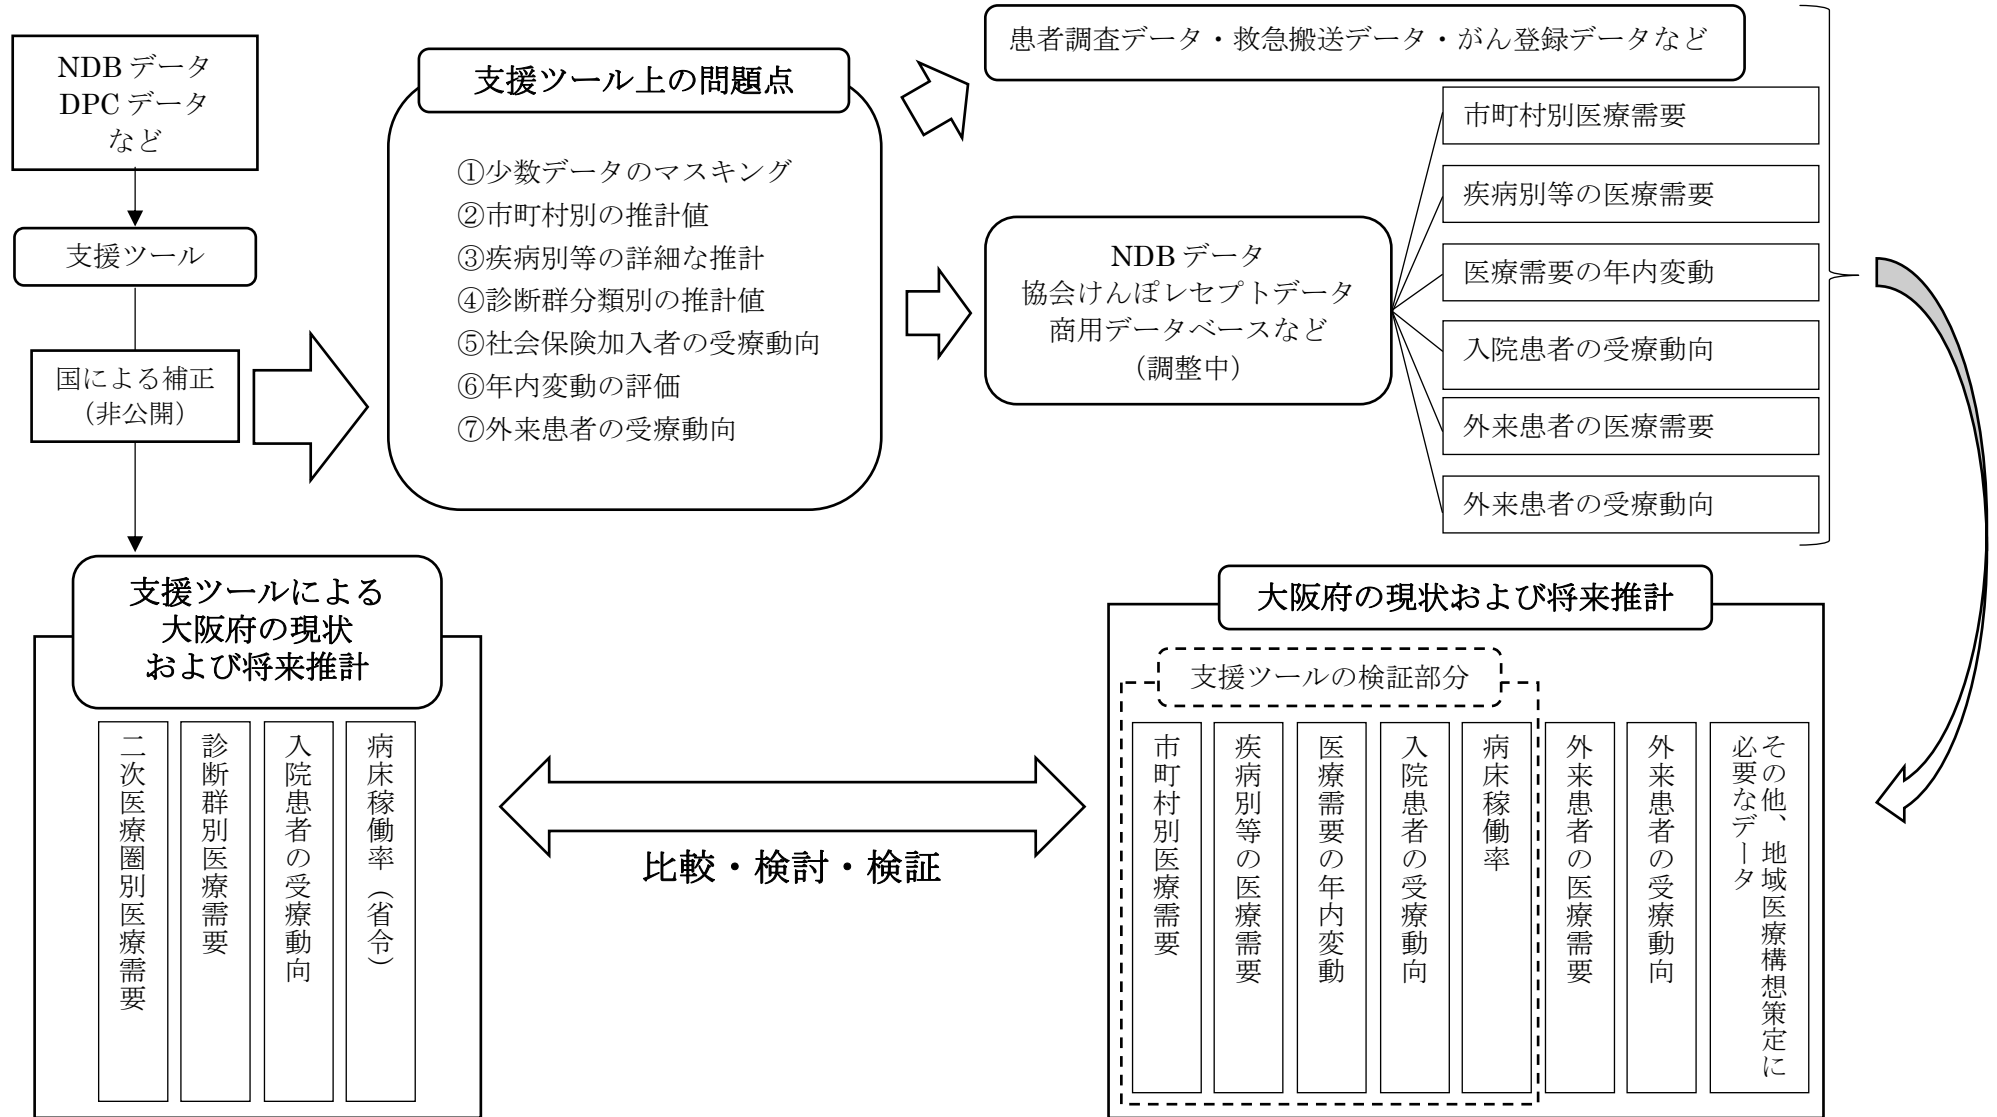 NDBデータ
DPCデータ
など
支援ツール
国による補正
（非公開）
支援ツール上の問題点
①少数データのマスキング
②市町村別の推計値
③疾病別等の詳細な推計
④診断群分類別の推計値
⑤社会保険加入者の受療動向
⑥年内変動の評価
⑦外来患者の受療動向
患者調査データ・救急搬送データ・がん登録データなど
NDBデータ
協会けんぽレセプトデータ
商用データベースなど
（調整中）
市町村別医療需要
疾病別等の医療需要
医療需要の年内変動
入院患者の受療動向
外来患者の医療需要
外来患者の受療動向
支援ツールによる
大阪府の現状
および将来推計
二次医療圏別医療需要
診断群別医療需要
入院患者の受療動向
病床稼働率（省令）
比較・検討・検証
大阪府の現状および将来推計
支援ツールの検証部分
市町村別医療需要
疾病別等の医療需要
医療需要の年内変動
入院患者の受療動向
病床稼働率
外来患者の医療需要
外来患者の受療動向
その他、地域医療構想策定に
必要なデータ